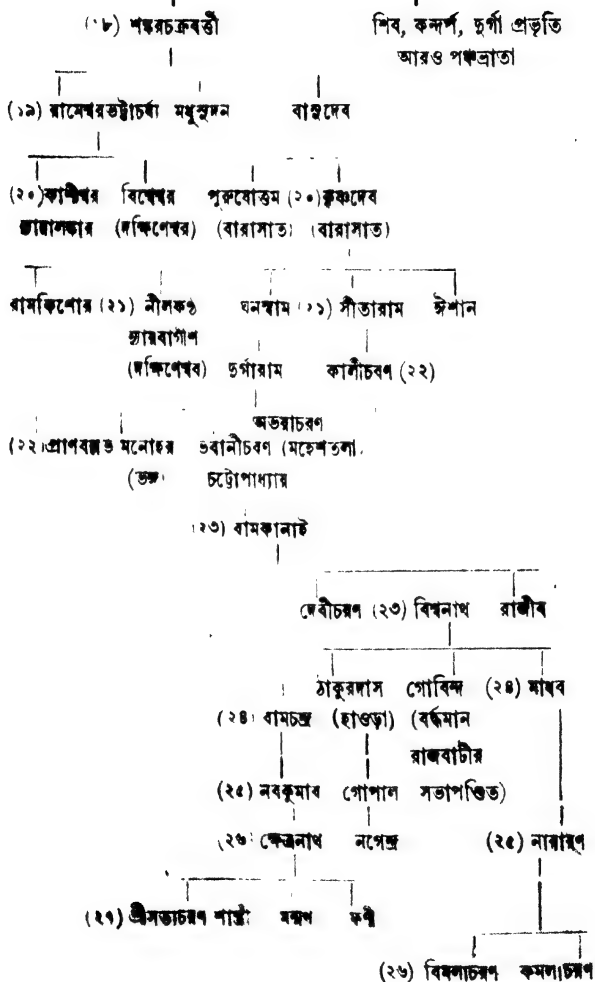 (১৮) শঙ্করচক্রবর্ত্তী শিব, কন্দর্প, দুর্গা প্রভৃতি
আরও পঞ্চভ্রাতা
(১৯) রামেশ্বরভট্টাচর্য্য মধুসূদন বাসুদেব
(২০) কাশীশ্বর বিশ্বেশ্বর পুরুষোত্তম (২০) কৃষ্ণদেব
ন্যায়ালঙ্কার (দক্ষিণেশ্বর) (বারাসাত) (বারাসাত)
রামকিশোর (২১) নীলকণ্ঠ ঘনশ্যাম (২১) সীতারাম ঈশান
ন্যায়বাগীশ
(দক্ষিণেশ্বর) দুর্গারাম কালীচরণ (২২)
অভয়াচরণ
(২২) প্রাণবল্লভ মনোহর ভবানীচরণ (মহেশতলা)
(ভঙ্গ) চট্টোপাধ্যায়
(২৩) রামকানাই
দেবীচরণ (২৩) বিশ্বনাথ রাজীব
ঠাকুরদাস গোবিন্দ (২৪) মাধব
(২৪) রামচন্দ্র (হাওড়া) (বর্দ্ধমান
রাজবাটীর
(২৫) নবকুমার গোপাল সভাপণ্ডিত)
(২৬) ক্ষেত্রনাথ নগেন্দ্র (২৫) নারায়ণ
(২৭) শ্রীসত্যচরণ শাস্ত্রী মন্মথ ফণী
(২৬) বিমলাচরণ কমলাচরণ